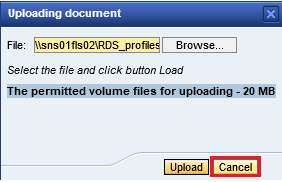 Uploading document
File: \\sns01fls02\RDS_profiles Browse...
Select the file and click button Load
The permitted volume files for uploading - 20 MB
Upload Cancel